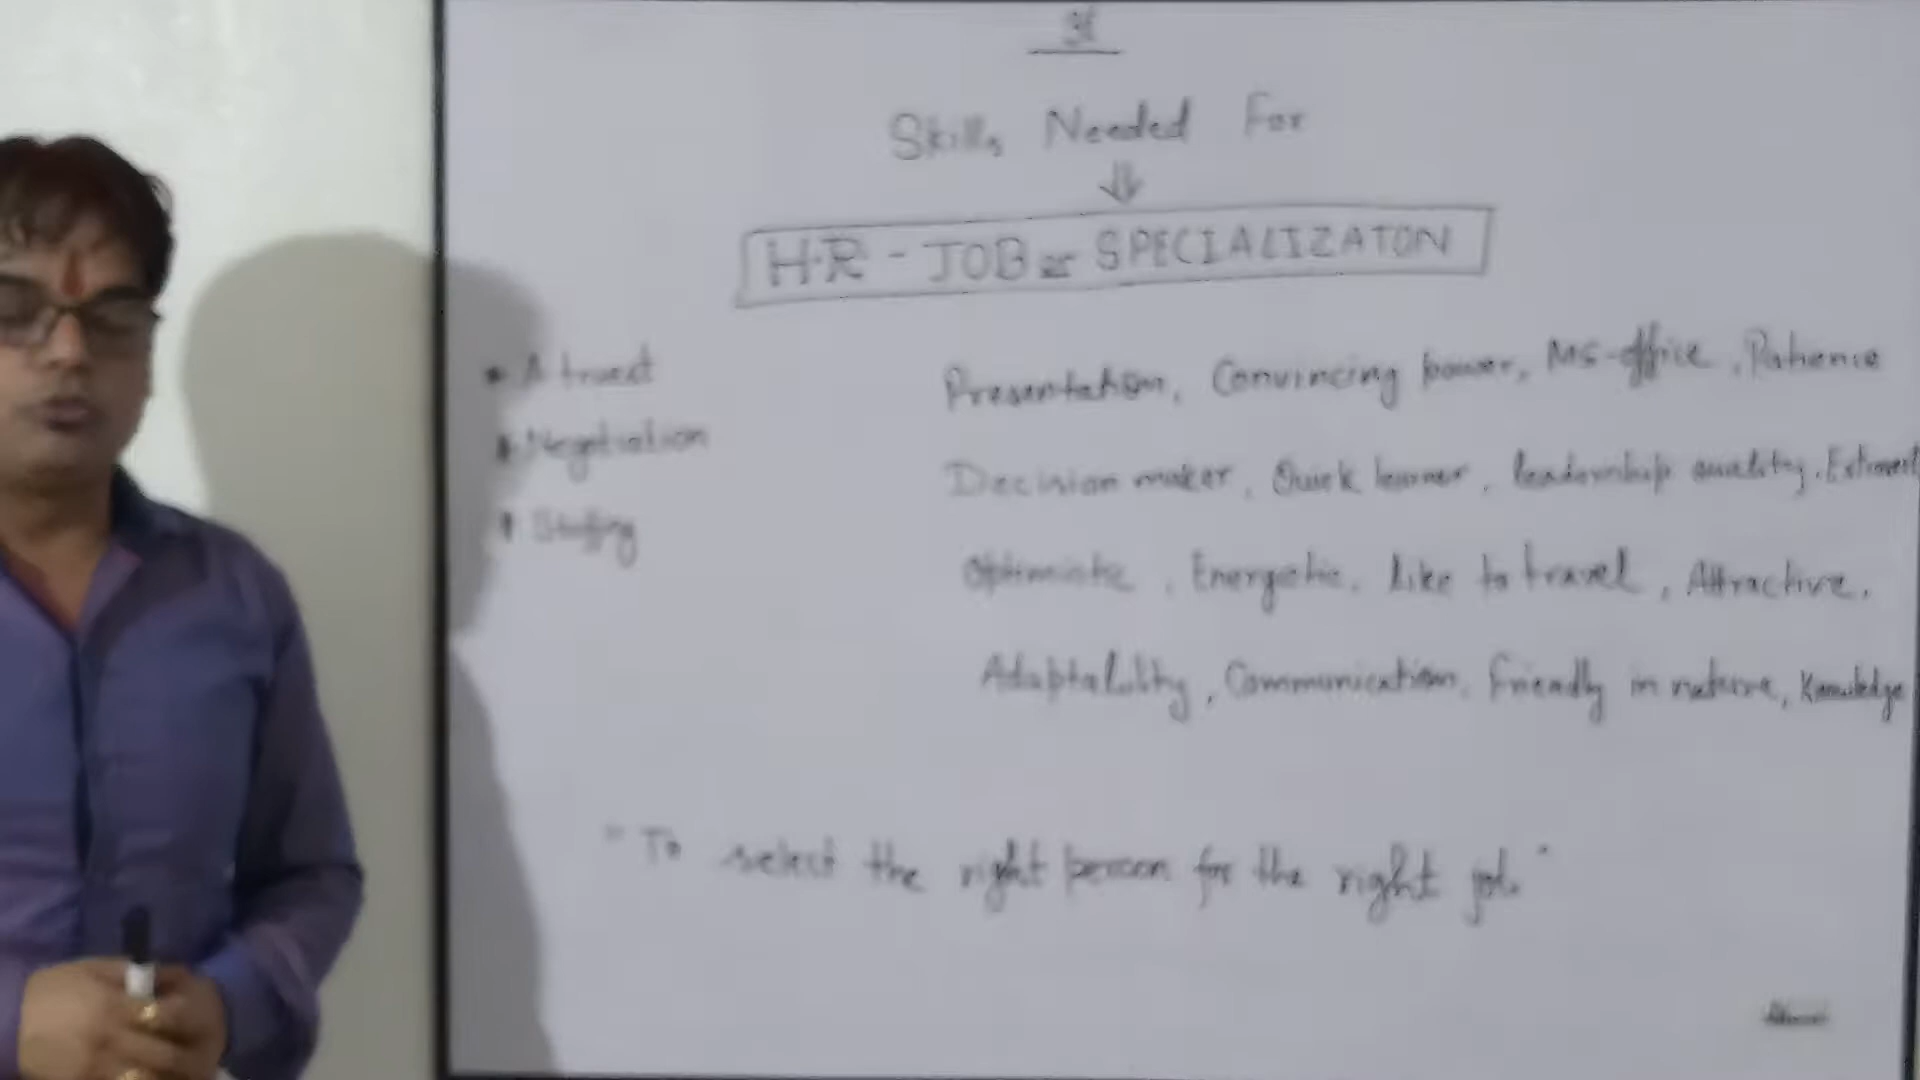 ॐ
Skills Needed For
⇓
H.R - JOB or SPECIALIZATON
• Atract
• Negotiation
• Staffing
Presentation, Convincing power, MS-office, Patience
Decision maker, Quick learner, leadership quality,
Optimistic, Energetic, Like to travel, Attractive,
Adaptability, Communication, Friendly in nature, Knowledge
"To select the right person for the right job."